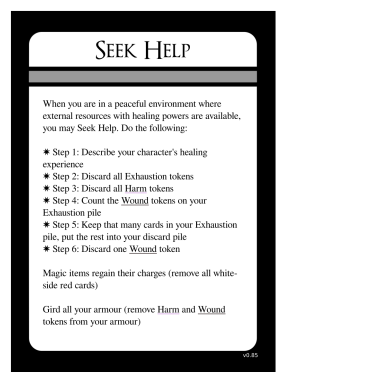 SEEK HELP
When you are in a peaceful environment where
external resources with healing powers are available,
you may Seek Help. Do the following:
✷ Step 1: Describe your character's healing
experience
✷ Step 2: Discard all Exhaustion tokens
✷ Step 3: Discard all Harm tokens
✷ Step 4: Count the Wound tokens on your
Exhaustion pile
✷ Step 5: Keep that many cards in your Exhaustion
pile, put the rest into your discard pile
✷ Step 6: Discard one Wound token
Magic items regain their charges (remove all white-
side red cards)
Gird all your armour (remove Harm and Wound
tokens from your armour)
v0.85